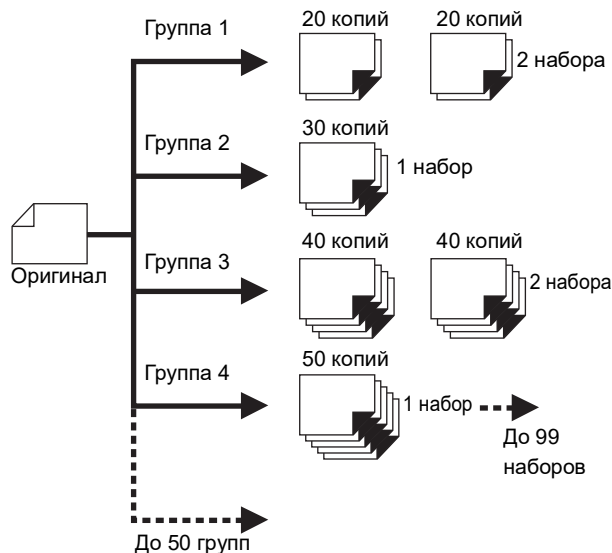 Группа 1
20 копий
20 копий
2 набора
Группа 2
30 копий
1 набор
Оригинал
Группа 3
40 копий
40 копий
2 набора
Группа 4
50 копий
1 набор
До 99
наборов
До 50 групп